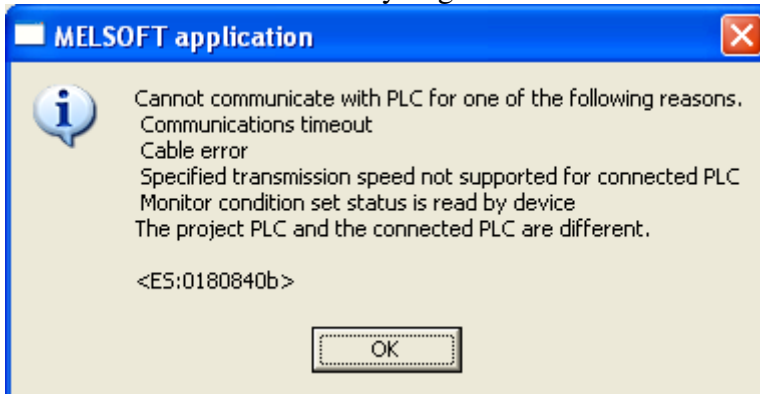 MELSOFT application
Cannot communicate with PLC for one of the following reasons.
Communications timeout
Cable error
Specified transmission speed not supported for connected PLC
Monitor condition set status is read by device
The project PLC and the connected PLC are different.
<ES:0180840b>
OK